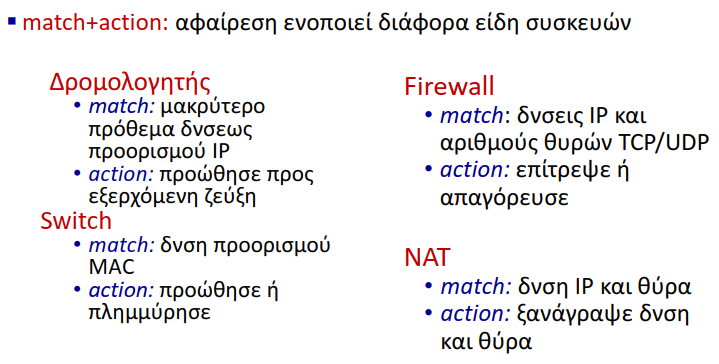 ▪ match+action: αφαίρεση ενοποιεί διάφορα είδη συσκευών
Δρομολογητής
• match: μακρύτερο
πρόθεμα δνσεως
προορισμού IP
• action: προώθησε προς
εξερχόμενη ζεύξη
Switch
• match: δνση προορισμού
MAC
• action: προώθησε ή
πλημμύρησε
Firewall
• match: δνσεις IP και
αριθμούς θυρών TCP/UDP
• action: επίτρεψε ή
απαγόρευσε
NAT
• match: δνση IP και θύρα
• action: ξανάγραψε δνση
και θύρα